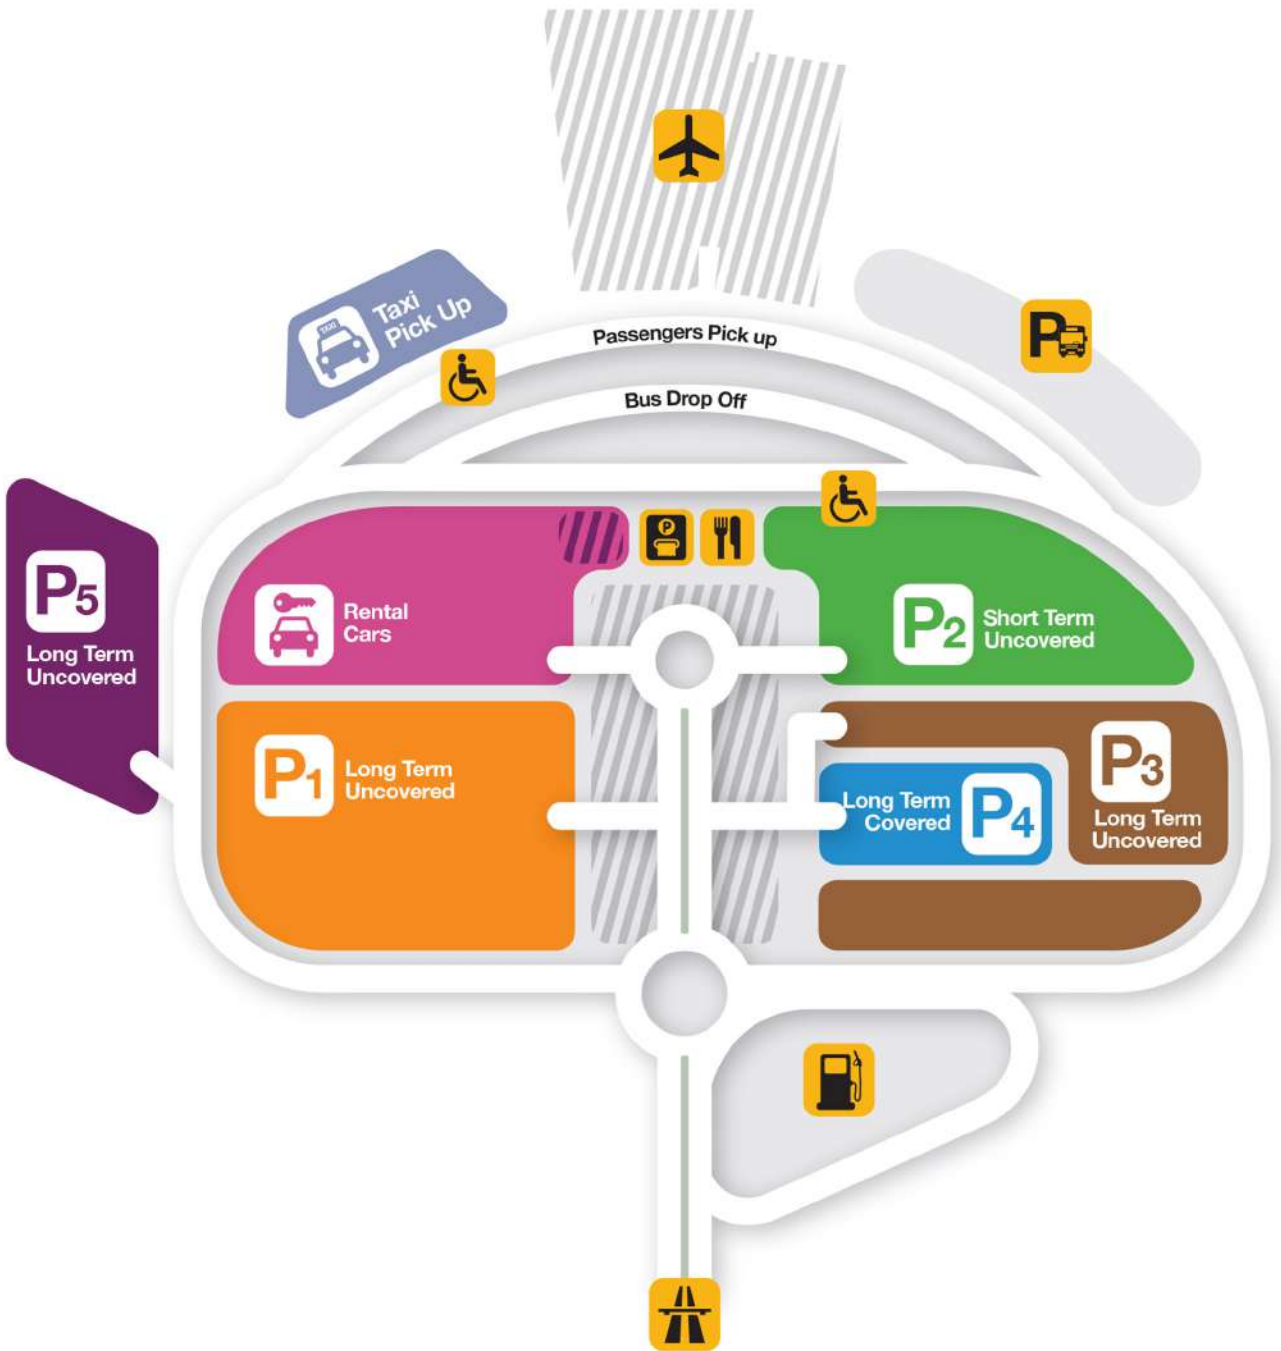 Taxi
Pick Up
TAXI
Passengers Pick up
Bus Drop Off
P
P
P5
Long Term
Uncovered
Rental
Cars
P2
Short Term
Uncovered
P1
Long Term
Uncovered
P3
Long Term
Uncovered
Long Term
Covered
P4